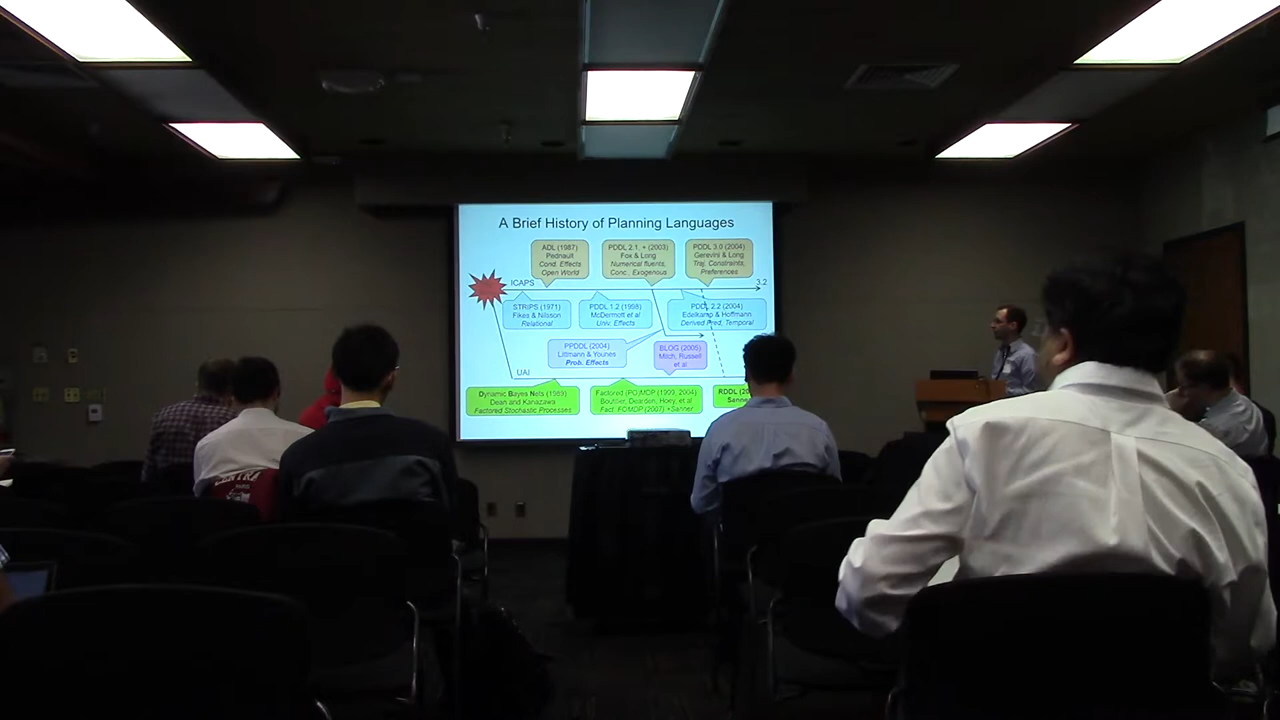 A Brief History of Planning Languages
ADL (1987)
Pednault
Cond. Effects
Open World
PDDL 2.1, + (2003)
Fox & Long
Numerical fluents,
Conc., Exogenous
PDDL 3.0 (2004)
Gerevini & Long
Traj. Constraints,
Preferences
ICAPS
3.2
STRIPS (1971)
Fikes & Nilsson
Relational
PDDL 1.2 (1998)
McDermott et al
Univ. Effects
PDDL 2.2 (2004)
Edelkamp & Hoffmann
Derived Pred, Temporal
PPDDL (2004)
Littmann & Younes
Prob. Effects
BLOG (2005)
Milch, Russell
et al
UAI
Dynamic Bayes Nets (1989)
Dean and Kanazawa
Factored Stochastic Processes
Factored (PO)MDP (1999, 2004)
Boutilier, Dearden, Hoey, et al
Fact. FOMDP (2007) +Sanner
RDDL (20
Sanne